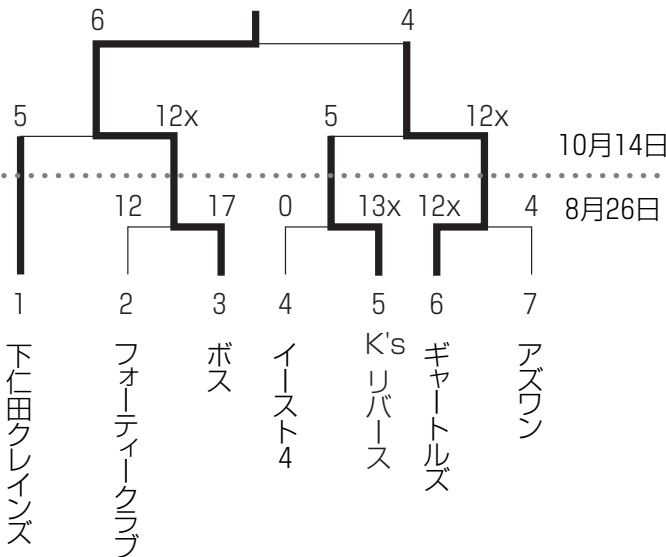 6 4
5 12x 5 12x
10月14日
12 17 0 13x 12x 4 8月26日
1 2 3 4 5 6 7
下仁田クレインズ
フォーティークラブ
ボス
イースト4
K's リバース
ギャートルズ
アズワン